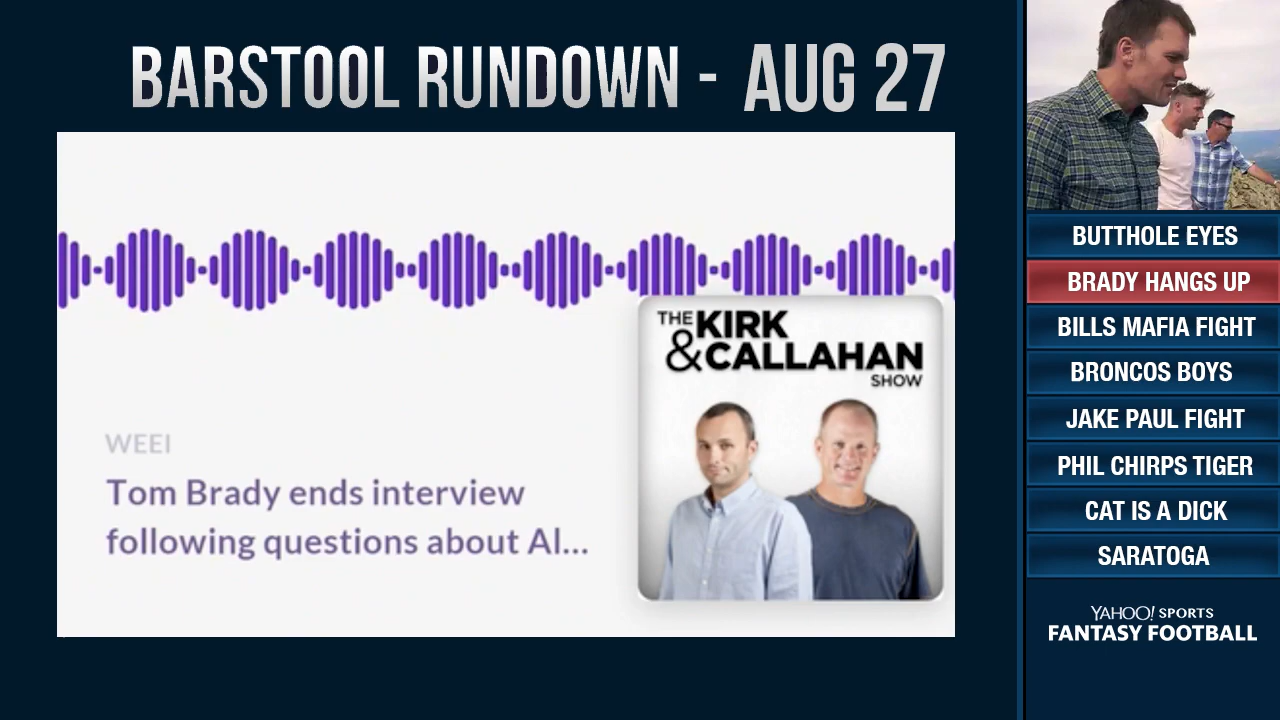 BARSTOOL RUNDOWN - AUG 27
THE KIRK
& CALLAHAN
SHOW
WEEI
Tom Brady ends interview
following questions about Al...
BUTTHOLE EYES
BRADY HANGS UP
BILLS MAFIA FIGHT
BRONCOS BOYS
JAKE PAUL FIGHT
PHIL CHIRPS TIGER
CAT IS A DICK
SARATOGA
YAHOO! SPORTS
FANTASY FOOTBALL